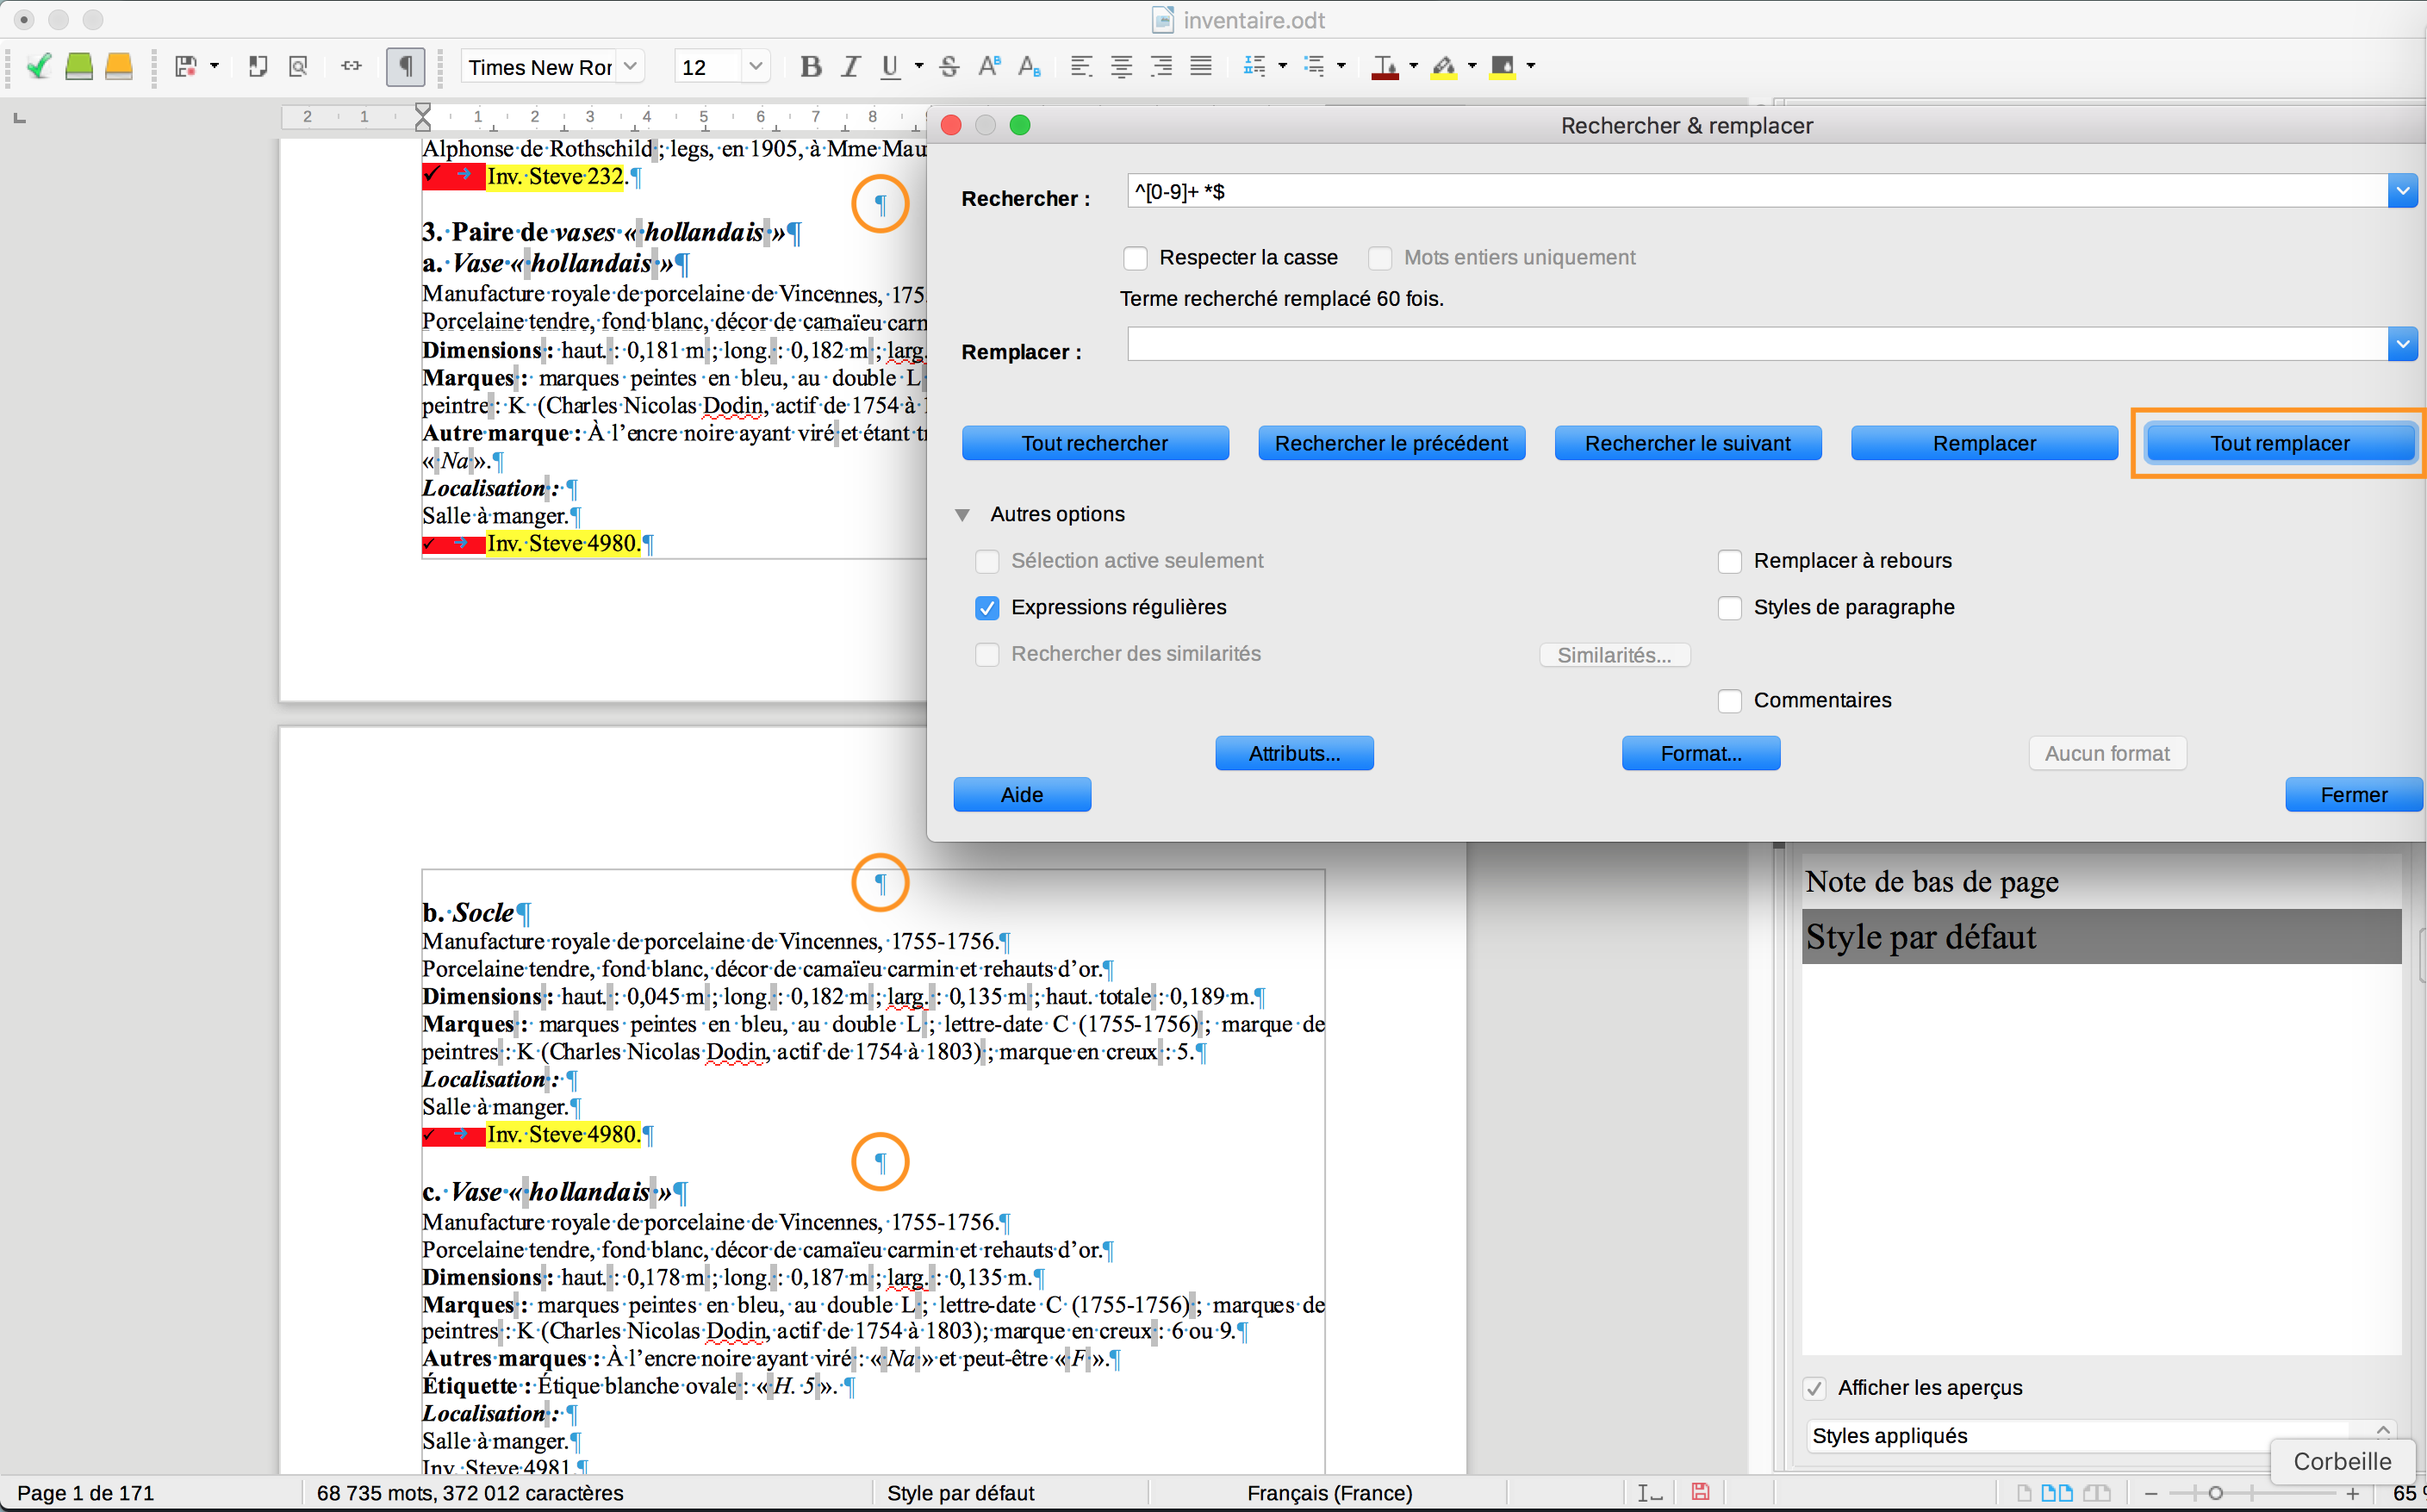 inventaire.odt
Times New Ror 12
2 1 1 2 3 4 5 6 7 8
Alphonse de Rothschild ; legs, en 1905, à Mme Mau
✓ → Inv. Steve 232.¶
¶
3. Paire de vases « hollandais »¶
a. Vase « hollandais »¶
Manufacture royale de porcelaine de Vincennes, 175
Porcelaine tendre, fond blanc, décor de camaïeu carn
Dimensions : haut. : 0,181 m ; long. : 0,182 m ; larg.
Marques : marques peintes en bleu, au double L
peintre : K (Charles Nicolas Dodin, actif de 1754 à
Autre marque : À l’encre noire ayant viré et étant t
« Na ».¶
Localisation : ¶
Salle à manger.¶
✓ → Inv. Steve 4980.¶
¶
b. Socle¶
Manufacture royale de porcelaine de Vincennes, 1755-1756.¶
Porcelaine tendre, fond blanc, décor de camaïeu carmin et rehauts d’or.¶
Dimensions : haut. : 0,045 m ; long. : 0,182 m ; larg. : 0,135 m ; haut. totale : 0,189 m.¶
Marques : marques peintes en bleu, au double L ; lettre-date C (1755-1756) ; marque de
peintres : K (Charles Nicolas Dodin, actif de 1754 à 1803) ; marque en creux : 5.¶
Localisation : ¶
Salle à manger.¶
✓ → Inv. Steve 4980.¶
¶
c. Vase « hollandais »¶
Manufacture royale de porcelaine de Vincennes, 1755-1756.¶
Porcelaine tendre, fond blanc, décor de camaïeu carmin et rehauts d’or.¶
Dimensions : haut. : 0,178 m ; long. : 0,187 m ; larg. : 0,135 m.¶
Marques : marques peintes en bleu, au double L ; lettre-date C (1755-1756) ; marques de
peintres : K (Charles Nicolas Dodin, actif de 1754 à 1803); marque en creux : 6 ou 9.¶
Autres marques : À l’encre noire ayant viré : « Na » et peut-être « F ».¶
Étiquette : Étique blanche ovale : « H. 5 ». ¶
Localisation : ¶
Salle à manger.¶
Inv. Steve 4981.¶
Rechercher & remplacer
Rechercher : ^[0-9]+ *$
Respecter la casse Mots entiers uniquement
Terme recherché remplacé 60 fois.
Remplacer :
Tout rechercher Rechercher le précédent Rechercher le suivant Remplacer Tout remplacer
Autres options
Sélection active seulement Remplacer à rebours
Expressions régulières Styles de paragraphe
Rechercher des similarités Similarités...
Commentaires
Attributs... Format... Aucun format
Aide Fermer
Note de bas de page
Style par défaut
Afficher les aperçus
Styles appliqués
Corbeille
Page 1 de 171 68 735 mots, 372 012 caractères Style par défaut Français (France) 65